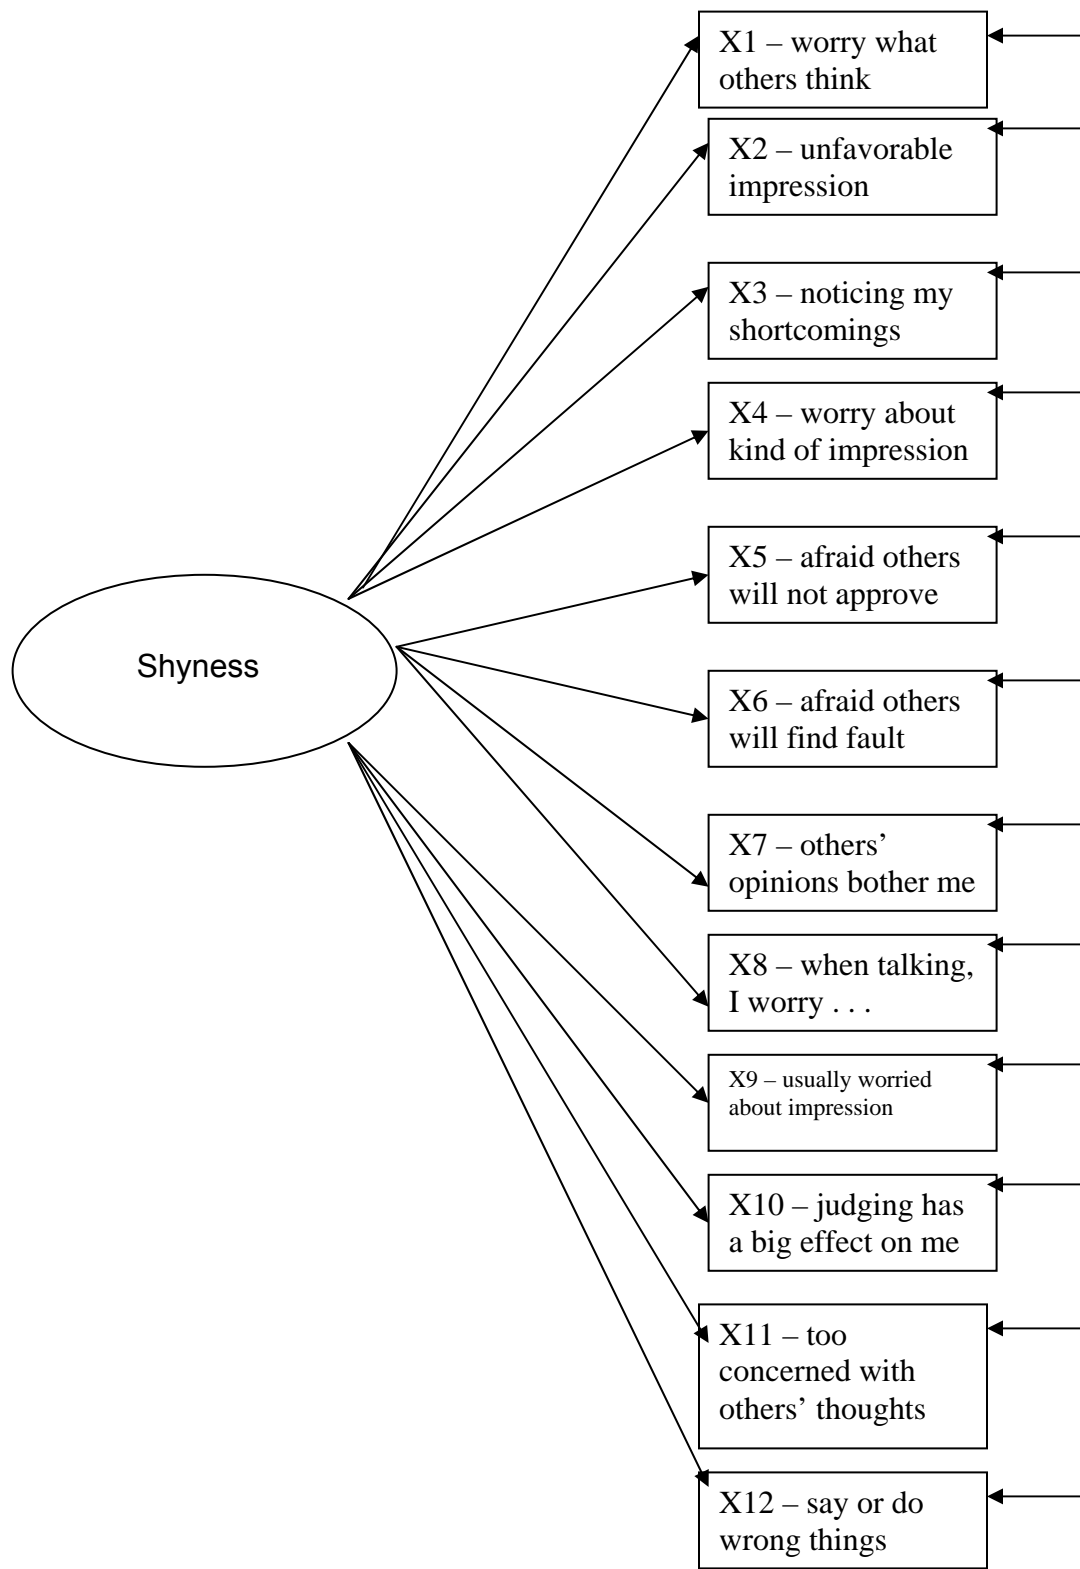 X1 – worry what
others think
X2 – unfavorable
impression
X3 – noticing my
shortcomings
X4 – worry about
kind of impression
X5 – afraid others
will not approve
Shyness
X6 – afraid others
will find fault
X7 – others’
opinions bother me
X8 – when talking,
I worry . . .
X9 – usually worried
about impression
X10 – judging has
a big effect on me
X11 – too
concerned with
others’ thoughts
X12 – say or do
wrong things